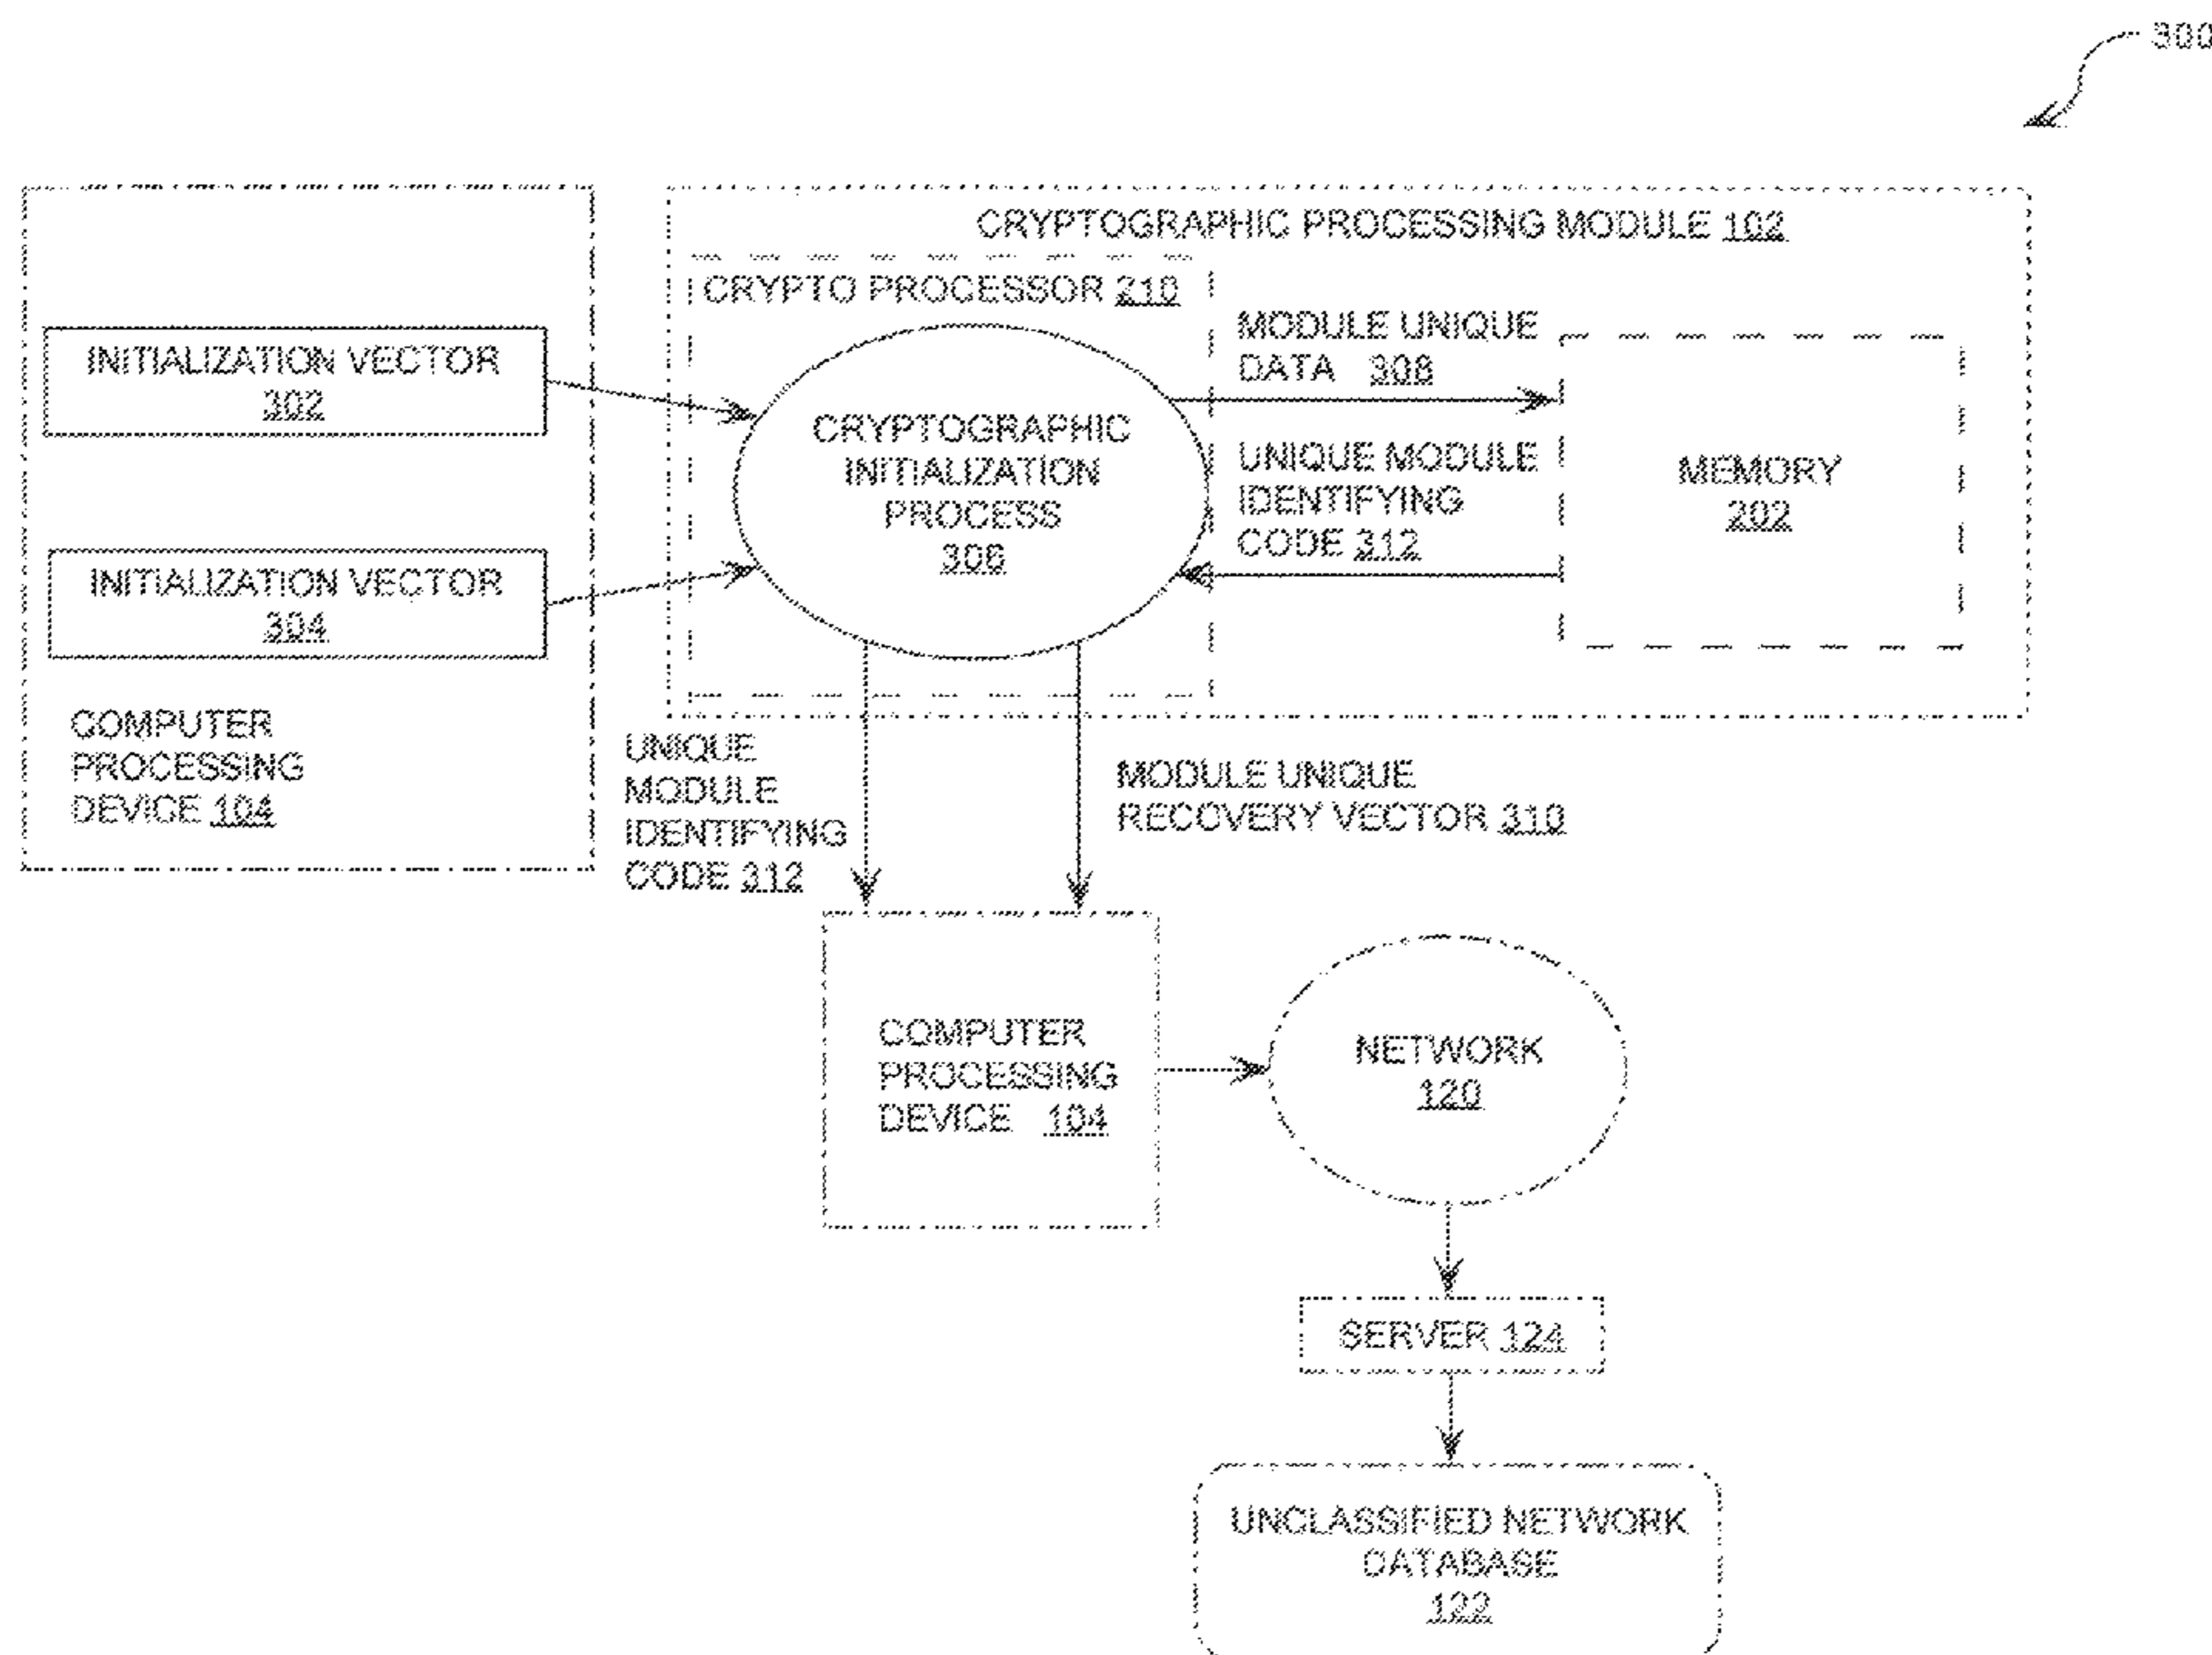 300
CRYPTOGRAPHIC PROCESSING MODULE 102
CRYPTO PROCESSOR 210
INITIALIZATION VECTOR
302
INITIALIZATION VECTOR
304
COMPUTER
PROCESSING
DEVICE 104
CRYPTOGRAPHIC
INITIALIZATION
PROCESS
306
MODULE UNIQUE
DATA 308
UNIQUE MODULE
IDENTIFYING
CODE 312
MEMORY
202
UNIQUE
MODULE
IDENTIFYING
CODE 312
MODULE UNIQUE
RECOVERY VECTOR 310
COMPUTER
PROCESSING
DEVICE 104
NETWORK
120
SERVER 124
UNCLASSIFIED NETWORK
DATABASE
122